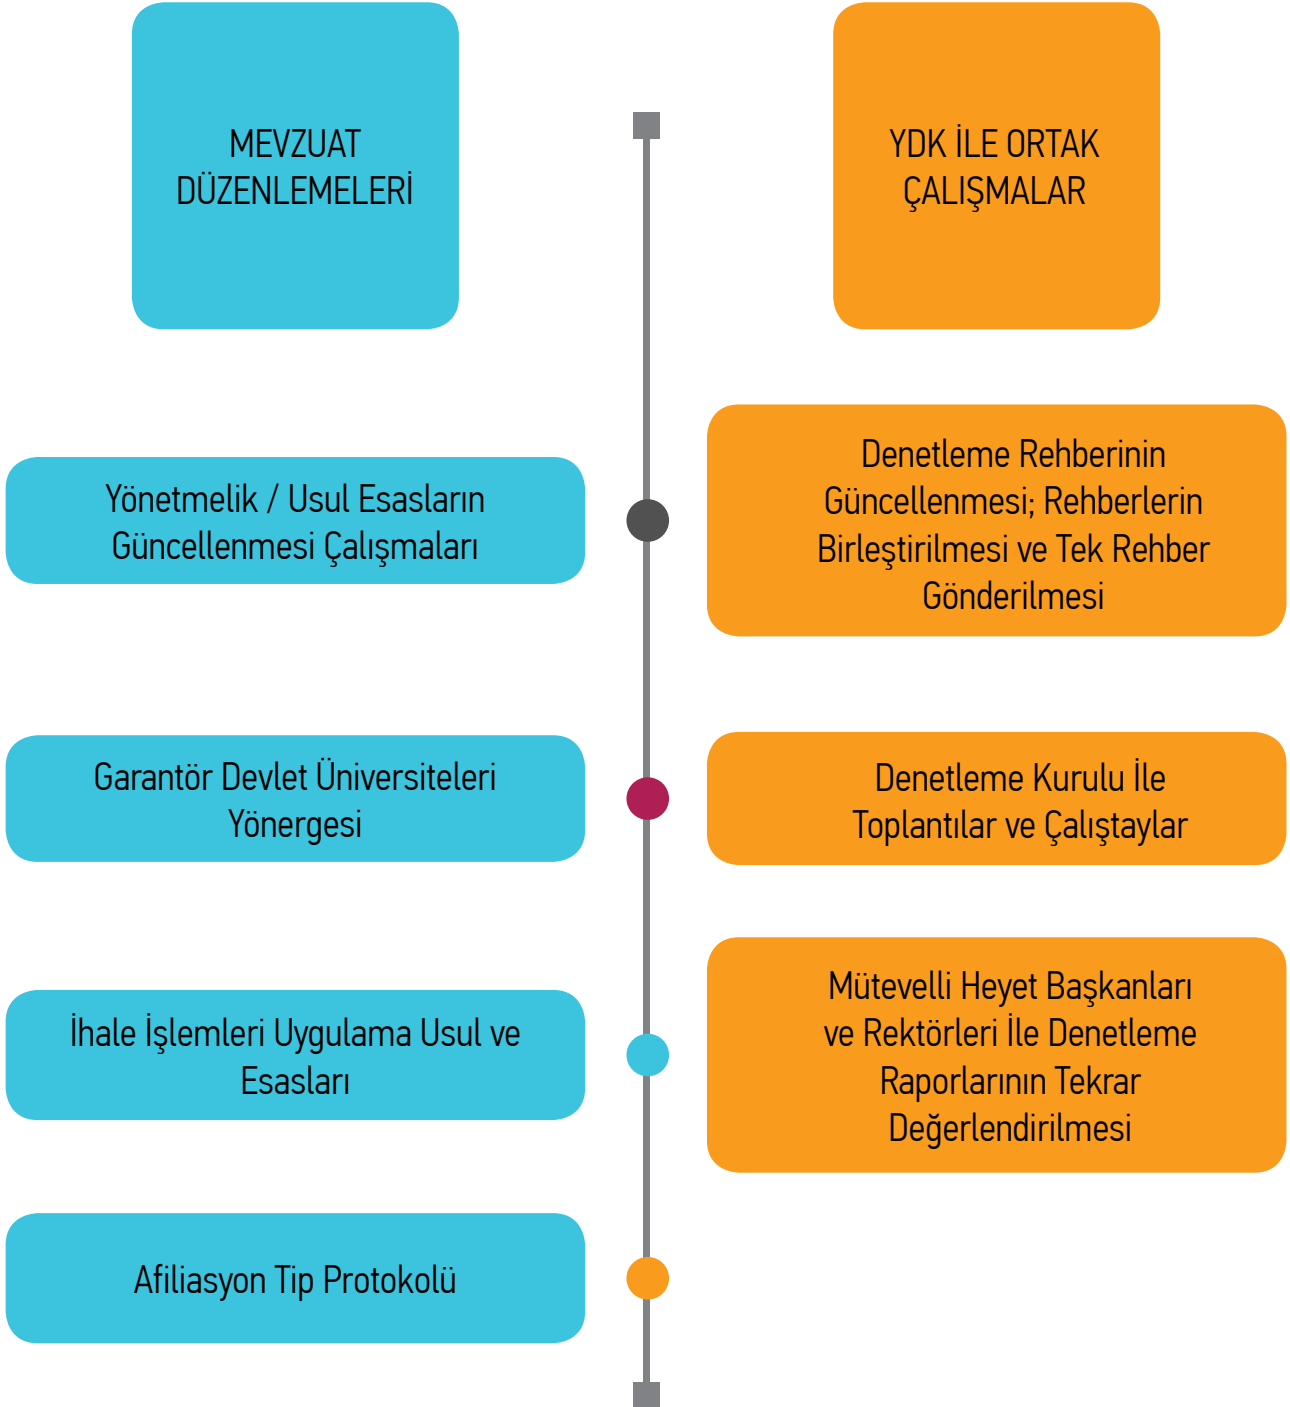 MEVZUAT
DÜZENLEMELERİ
YDK İLE ORTAK
ÇALIŞMALAR
Yönetmelik / Usul Esasların
Güncellenmesi Çalışmaları
Denetleme Rehberinin
Güncellenmesi; Rehberlerin
Birleştirilmesi ve Tek Rehber
Gönderilmesi
Garantör Devlet Üniversiteleri
Yönergesi
Denetleme Kurulu İle
Toplantılar ve Çalıştaylar
İhale İşlemleri Uygulama Usul ve
Esasları
Mütevelli Heyet Başkanları
ve Rektörleri İle Denetleme
Raporlarının Tekrar
Değerlendirilmesi
Afiliasyon Tip Protokolü